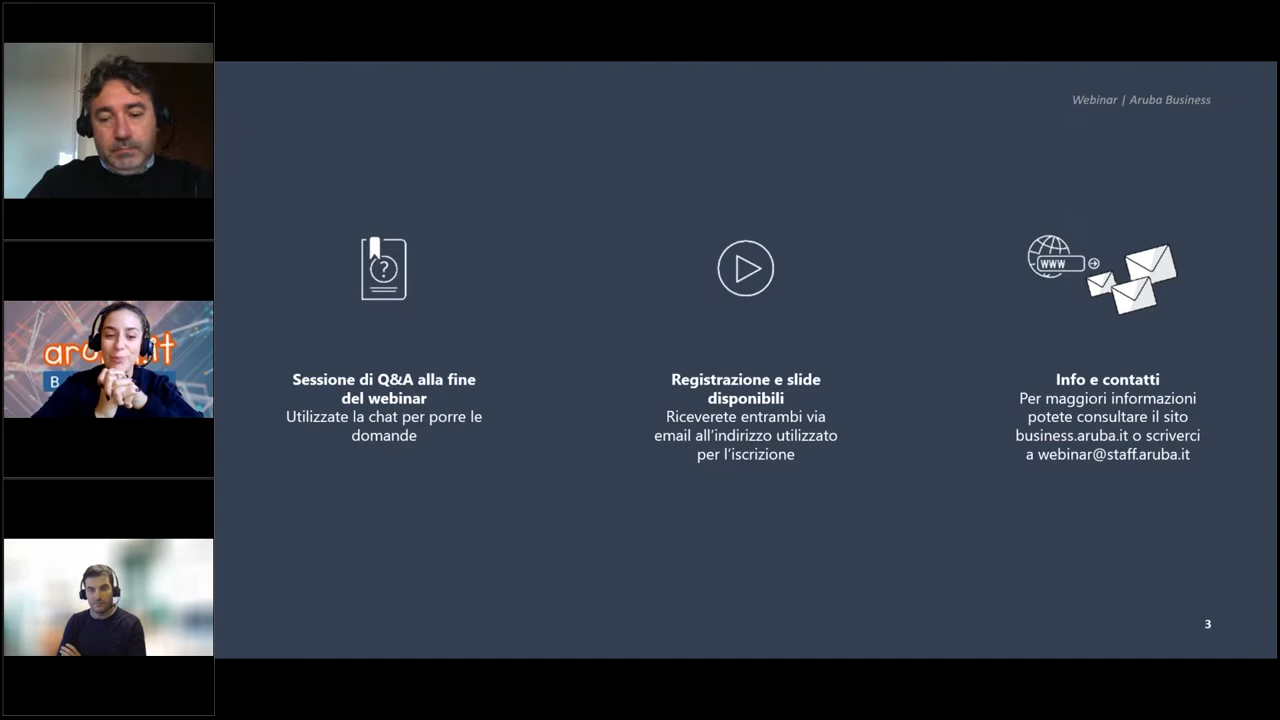 Webinar | Aruba Business
WWW
Sessione di Q&A alla fine
del webinar
Utilizzate la chat per porre le
domande
Registrazione e slide
disponibili
Riceverete entrambi via
email all'indirizzo utilizzato
per l'iscrizione
Info e contatti
Per maggiori informazioni
potete consultare il sito
business.aruba.it o scriverci
a webinar@staff.aruba.it
3